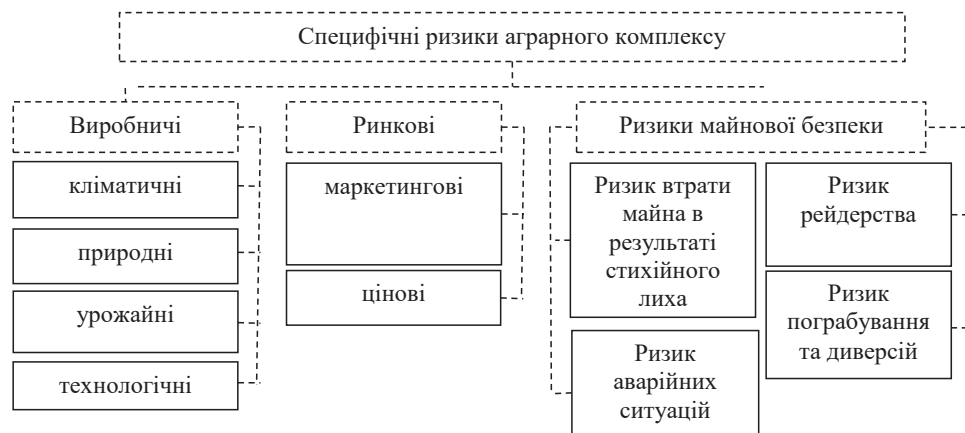 Специфічні ризики аграрного комплексу
Виробничі
кліматичні
природні
урожайні
технологічні
Ринкові
маркетингові
цінові
Ризики майнової безпеки
Ризик втрати
майна в
результаті
стихійного
лиха
Ризик
аварійних
ситуацій
Ризик
рейдерства
Ризик
пограбування
та диверсій